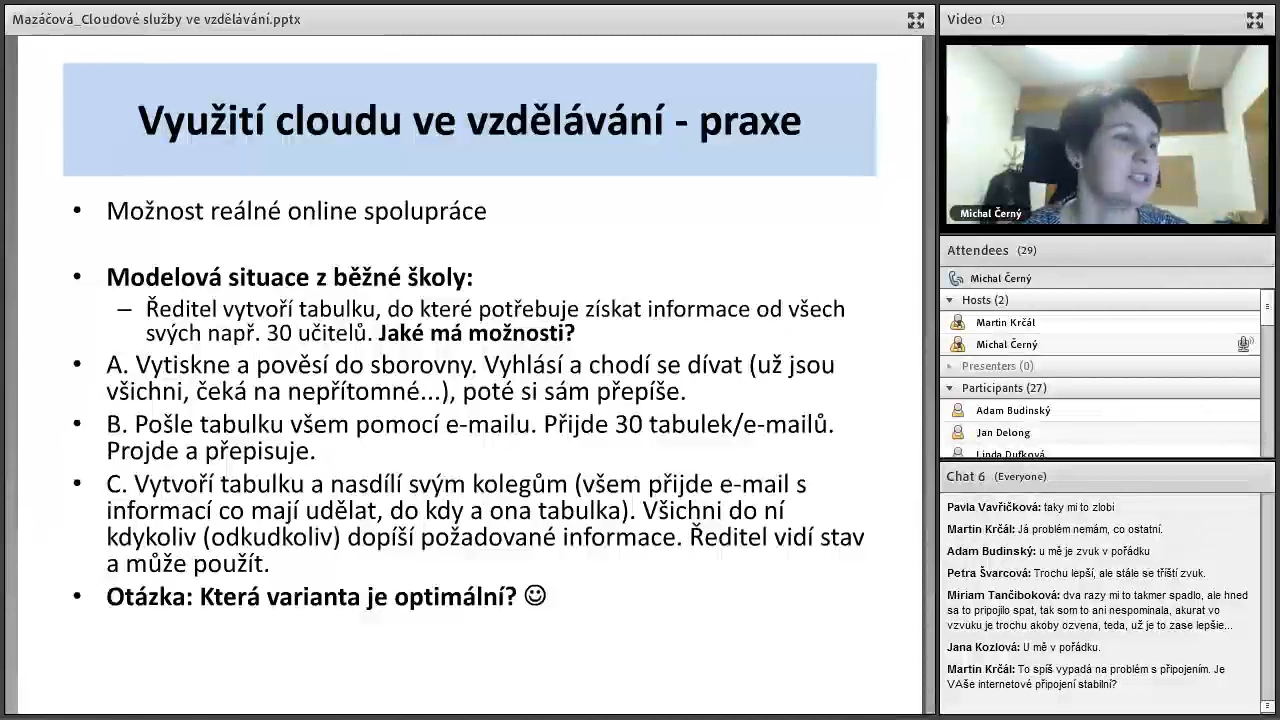 Mazáčová_Cloudové služby ve vzdělávání.pptx
Využití cloudu ve vzdělávání - praxe
• Možnost reálné online spolupráce
• Modelová situace z běžné školy:
– Ředitel vytvoří tabulku, do které potřebuje získat informace od všech
svých např. 30 učitelů. Jaké má možnosti?
• A. Vytiskne a pověsí do sborovny. Vyhlásí a chodí se dívat (už jsou
všichni, čeká na nepřítomné...), poté si sám přepíše.
• B. Pošle tabulku všem pomocí e-mailu. Přijde 30 tabulek/e-mailů.
Projde a přepisuje.
• C. Vytvoří tabulku a nasdílí svým kolegům (všem přijde e-mail s
informací co mají udělat, do kdy a ona tabulka). Všichni do ní
kdykoliv (odkudkoliv) dopíší požadované informace. Ředitel vidí stav
a může použít.
• Otázka: Která varianta je optimální? ☺
Video (1)
Michal Černý
Attendees (29)
Michal Černý
Hosts (2)
Martin Krčál
Michal Černý
Presenters (0)
Participants (27)
Adam Budinský
Jan Delong
Linda Dufková
Chat 6 (Everyone)
Pavla Vavřičková: taky mi to zlobi
Martin Krčál: Já problém nemám, co ostatní.
Adam Budinský: u mě je zvuk v pořádku
Petra Švarcová: Trochu lepší, ale stále se tříští zvuk.
Miriam Tančiboková: dva razy mi to takmer spadlo, ale hned
sa to pripojilo spat, tak som to ani nespominala, akurat vo
vzvuku je trochu akoby ozvena, teda, už je to zase lepšie...
Jana Kozlová: U mě v pořádku.
Martin Krčál: To spíš vypadá na problém s připojením. Je
VAše internetové připojení stabilní?